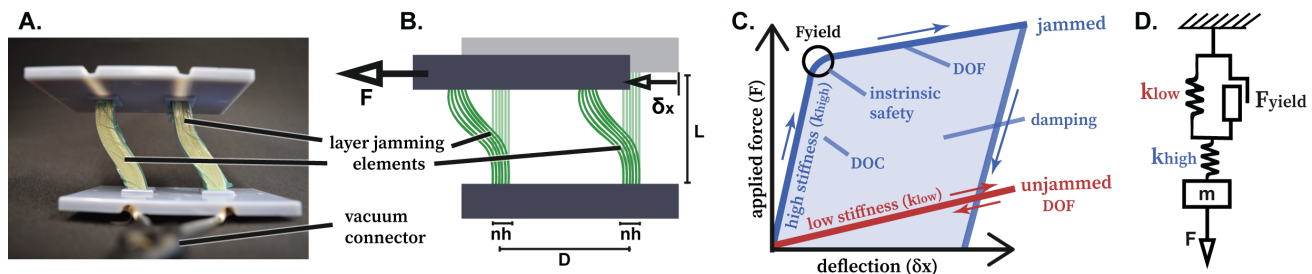 A.
layer jamming
elements
vacuum
connector
B.
F
δx
L
nh
nh
D
C.
applied force (F)
deflection (δx)
Fyield
jammed
DOF
instrinsic
safety
damping
high stiffness (khigh)
DOC
low stiffness (klow)
unjammed
DOF
D.
klow
Fyield
khigh
m
F